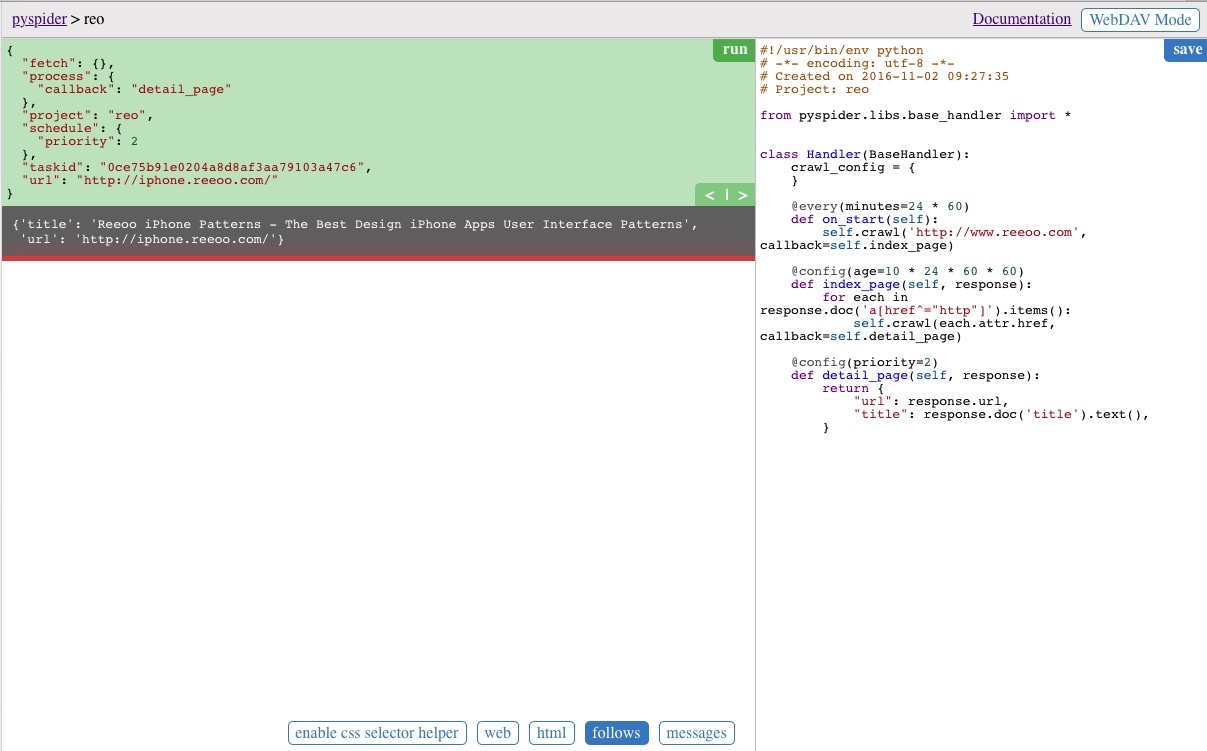 pyspider > reo
Documentation
WebDAV Mode
{
  "fetch": {},
  "process": {
    "callback": "detail_page"
  },
  "project": "reo",
  "schedule": {
    "priority": 2
  },
  "taskid": "0ce75b91e0204a8d8af3aa79103a47c6",
  "url": "http://iphone.reeoo.com/"
}
run
< | >
{'title': 'Reeoo iPhone Patterns - The Best Design iPhone Apps User Interface Patterns',
 'url': 'http://iphone.reeoo.com/'}
enable css selector helper
web
html
follows
messages
save
#!/usr/bin/env python
# -*- encoding: utf-8 -*-
# Created on 2016-11-02 09:27:35
# Project: reo
from pyspider.libs.base_handler import *
class Handler(BaseHandler):
    crawl_config = {
    }
    @every(minutes=24 * 60)
    def on_start(self):
        self.crawl('http://www.reeoo.com',
callback=self.index_page)
    @config(age=10 * 24 * 60 * 60)
    def index_page(self, response):
        for each in
response.doc('a[href^="http"]').items():
            self.crawl(each.attr.href,
callback=self.detail_page)
    @config(priority=2)
    def detail_page(self, response):
        return {
            "url": response.url,
            "title": response.doc('title').text(),
        }